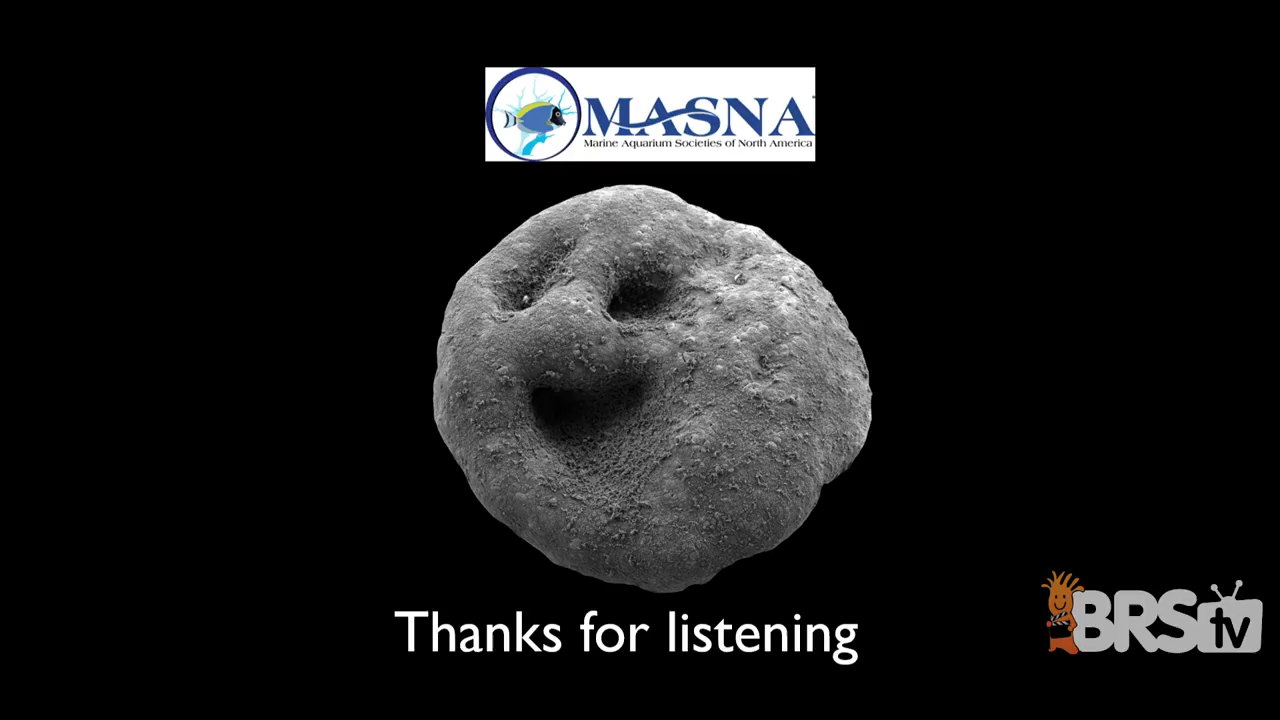 MASNA
Marine Aquarium Societies of North America
Thanks for listening
BRStv